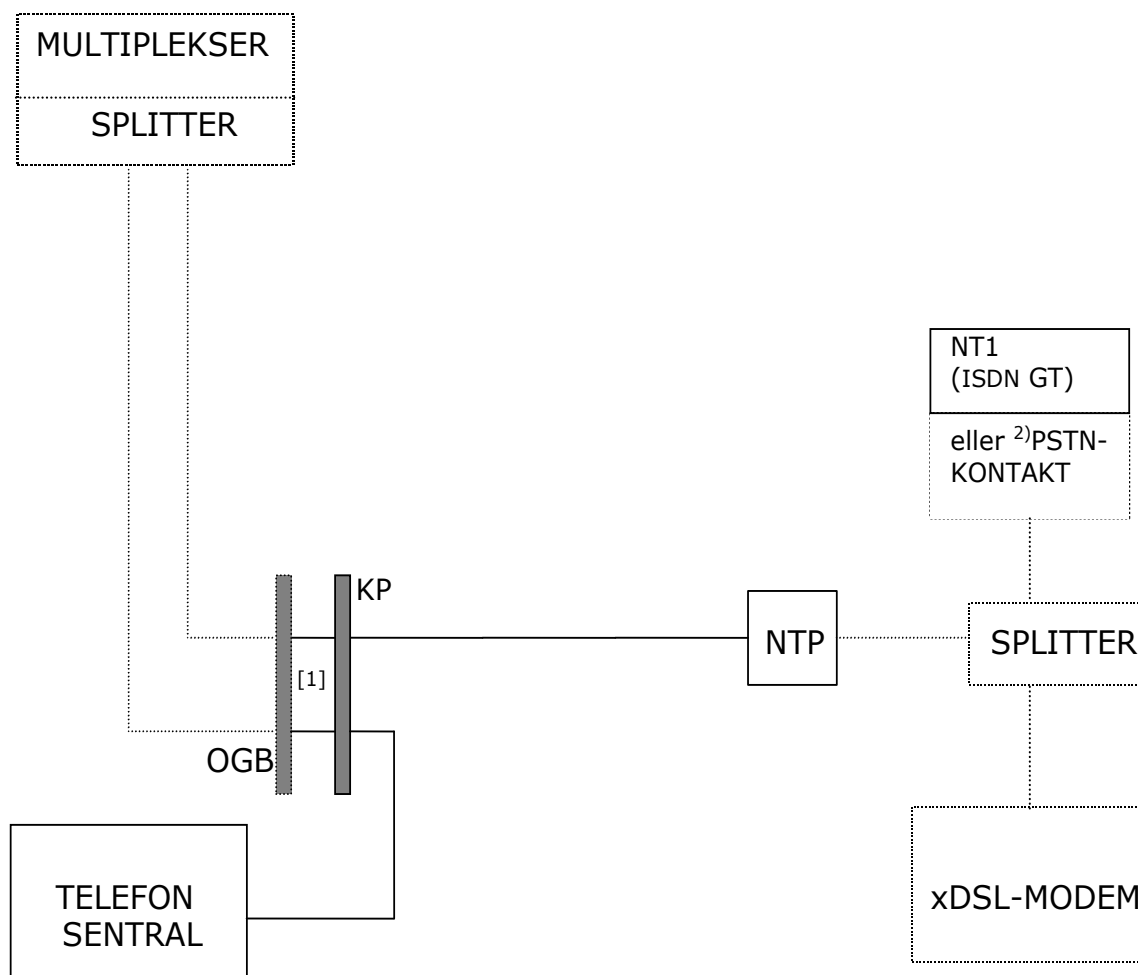 MULTIPLEKSER
SPLITTER
NT1
(ISDN GT)
eller 2)PSTN-
KONTAKT
KP
NTP
SPLITTER
[1]
OGB
TELEFON
SENTRAL
xDSL-MODEM